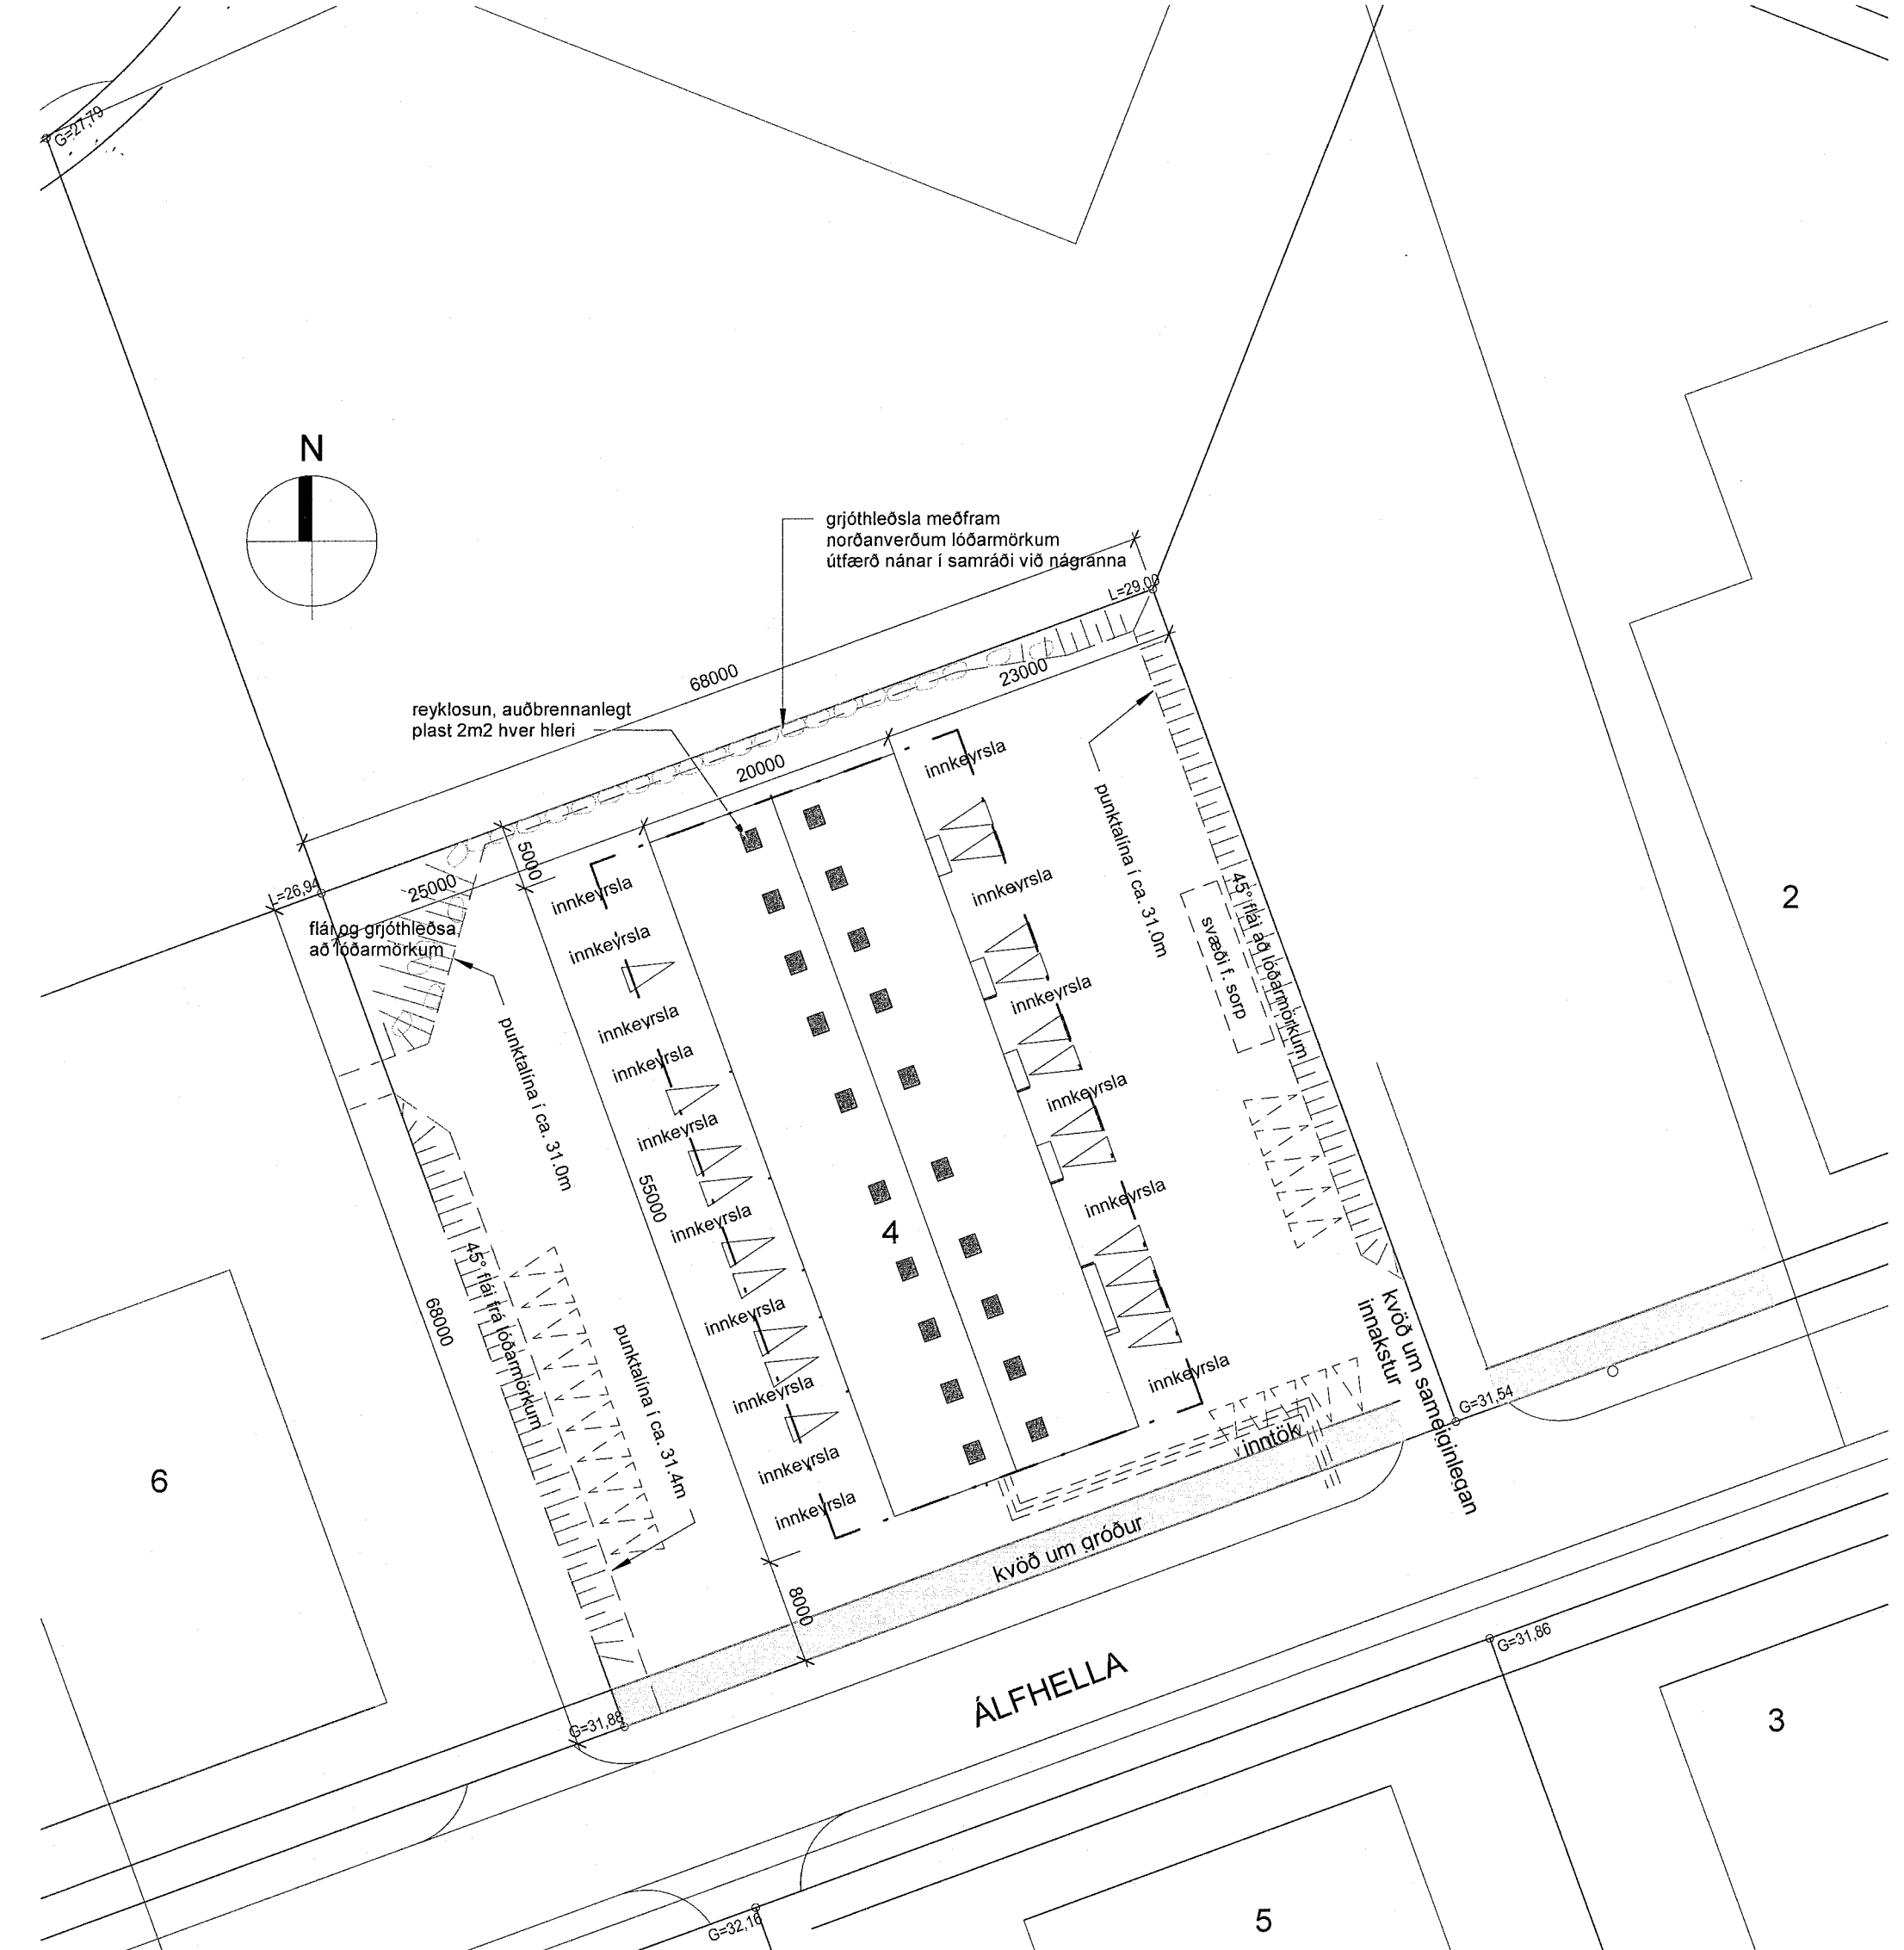 G=27,79
N
grjóthleðsla meðfram
norðanverðum lóðarmörkum
útfærð nánar í samráði við nágranna
L=29,00
68000
23000
reyklosun, auðbrennanlegt
plast 2m2 hver hleri
20000
innkeyrsla
punktalína í ca. 31.0m
5000
25000
L=26,94
innkeyrsla
innkeyrsla
45° flái að lóðarmörkum
svæði f. sorp
2
flái og grjóthleðsa,
að lóðarmörkum
innkeyrsla
innkeyrsla
innkeyrsla
punktalína í ca. 31.0m
innkeyrsla
innkeyrsla
innkeyrsla
55000
innkeyrsla
innkeyrsla
4
45° flái frá lóðarmörkum
68000
innkeyrsla
punktalína í ca. 31.4m
kvöð um sameiginlegan
innakstur
innkeyrsla
innkeyrsla
G=31,54
inntök
6
innkeyrsla
innkeyrsla
kvöð um gróður
8000
G=31,86
ÁLFHELLA
G=31,88
3
5
G=32,16